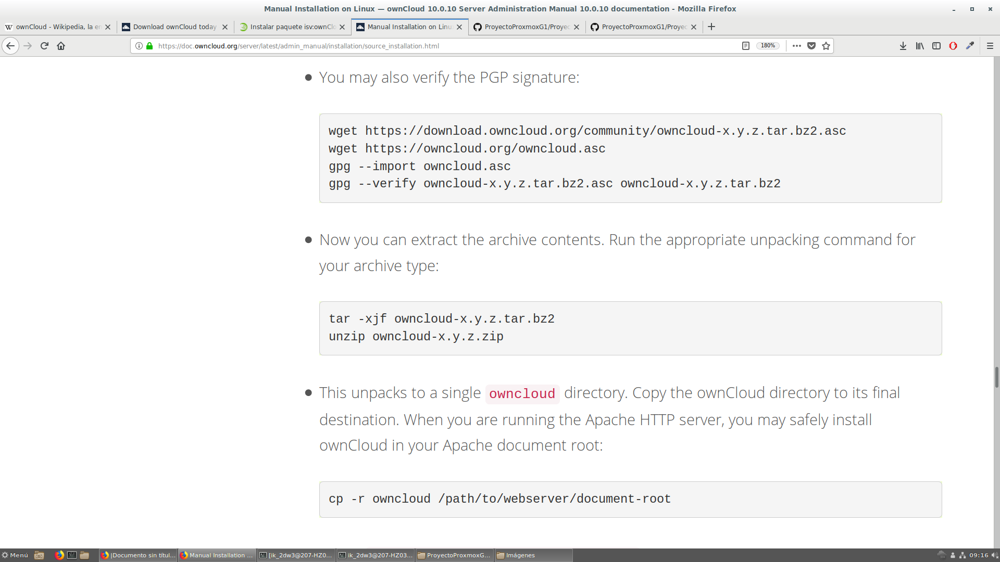 Manual Installation on Linux — ownCloud 10.0.10 Server Administration Manual 10.0.10 documentation - Mozilla Firefox
ownCloud - Wikipedia, la en
Download ownCloud today
Instalar paquete isv:ownClo
Manual Installation on Linu
ProyectoProxmoxG1/Proyec
ProyectoProxmoxG1/Proyec
https://doc.owncloud.org/server/latest/admin_manual/installation/source_installation.html
180%
You may also verify the PGP signature:
wget https://download.owncloud.org/community/owncloud-x.y.z.tar.bz2.asc
wget https://owncloud.org/owncloud.asc
gpg --import owncloud.asc
gpg --verify owncloud-x.y.z.tar.bz2.asc owncloud-x.y.z.tar.bz2
Now you can extract the archive contents. Run the appropriate unpacking command for
your archive type:
tar -xjf owncloud-x.y.z.tar.bz2
unzip owncloud-x.y.z.zip
This unpacks to a single owncloud directory. Copy the ownCloud directory to its final
destination. When you are running the Apache HTTP server, you may safely install
ownCloud in your Apache document root:
cp -r owncloud /path/to/webserver/document-root
Menú
|Documento sin títul...
Manual Installation ...
[ik_2dw3@207-HZ0...
ik_2dw3@207-HZ03...
ProyectoProxmoxG...
Imágenes
09:16